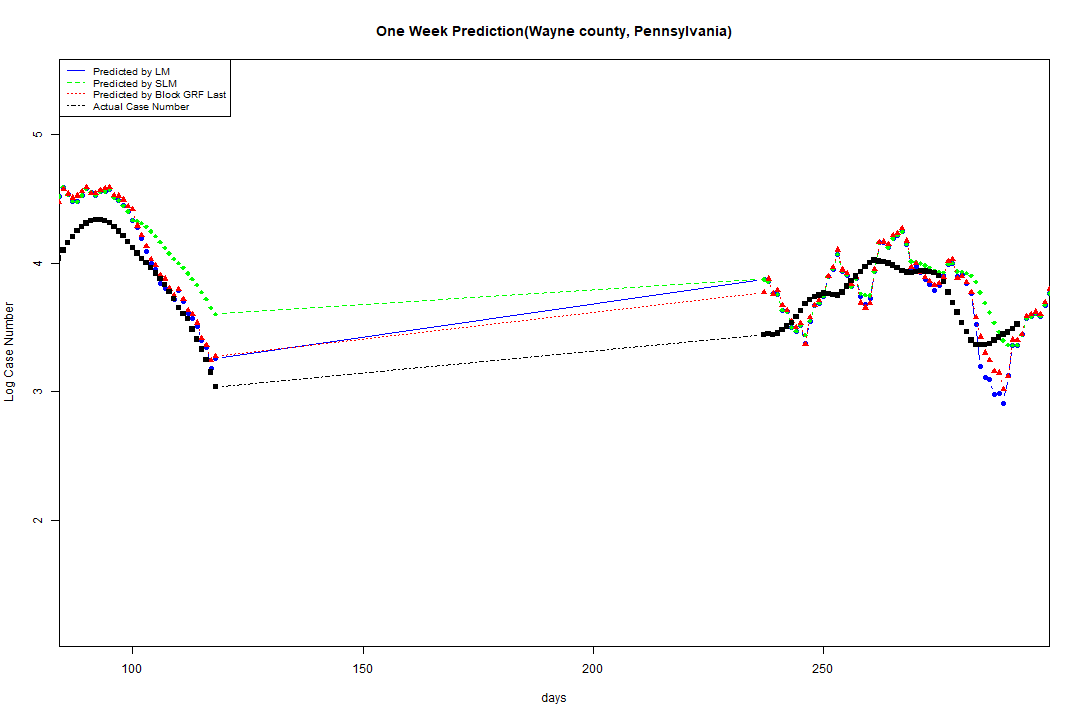 One Week Prediction(Wayne county, Pennsylvania)
Predicted by LM
Predicted by SLM
Predicted by Block GRF Last
Actual Case Number
5
4
3
2
Log Case Number
100 150 200 250
days